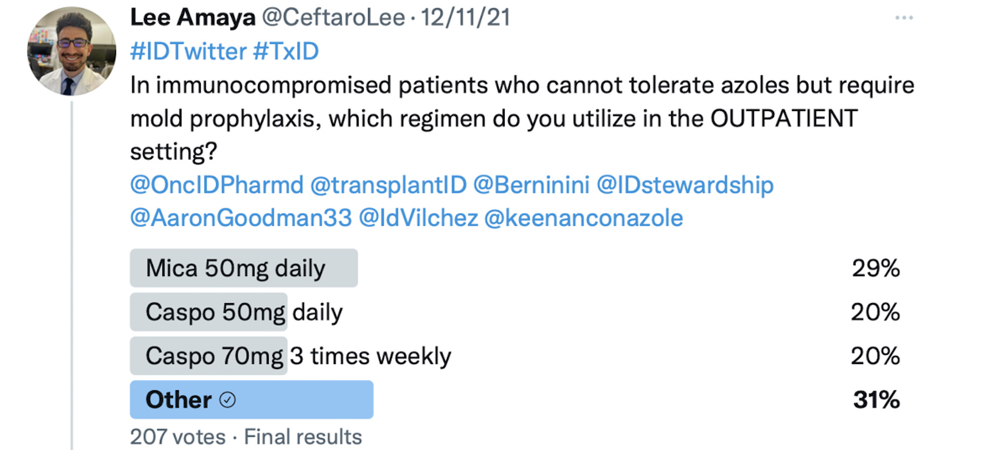 Lee Amaya @CeftaroLee · 12/11/21
#IDTwitter #TxID
In immunocompromised patients who cannot tolerate azoles but require
mold prophylaxis, which regimen do you utilize in the OUTPATIENT
setting?
@OncIDPharmd @transplantID @Berninini @IDstewardship
@AaronGoodman33 @IdVilchez @keenanconazole
Mica 50mg daily 29%
Caspo 50mg daily 20%
Caspo 70mg 3 times weekly 20%
Other 31%
207 votes · Final results